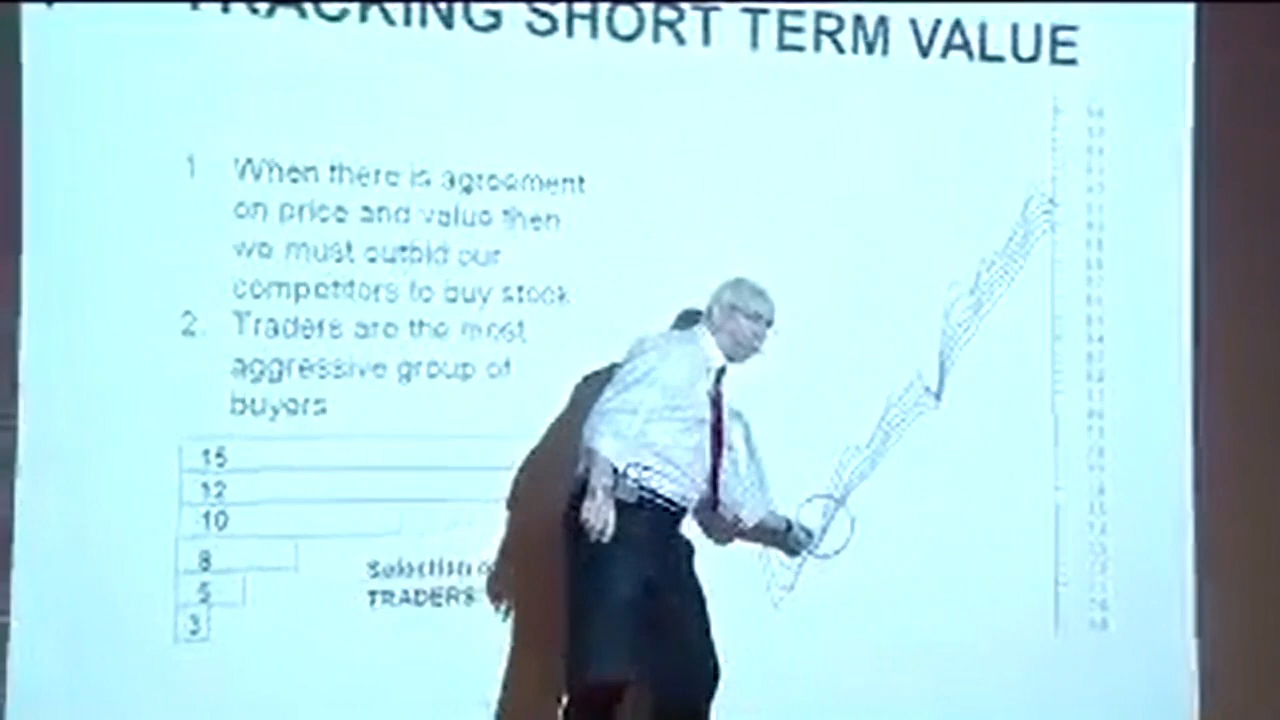 TRACKING SHORT TERM VALUE
1 When there is agreement
on price and value then
we must outbid our
competitors to buy stock
2. Traders are the most
aggressive group of
buyers
15
12
10
8
5
3
Selection
TRADERS